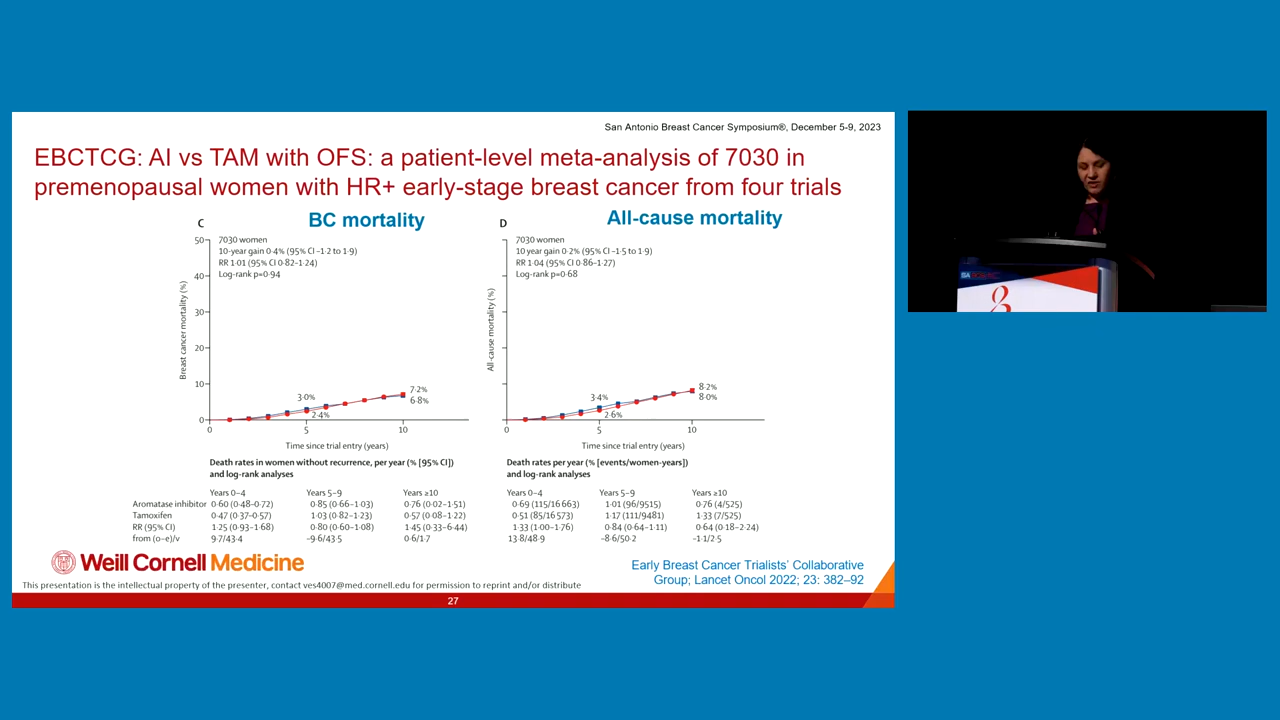 San Antonio Breast Cancer Symposium®, December 5-9, 2023
EBCTCG: AI vs TAM with OFS: a patient-level meta-analysis of 7030 in
premenopausal women with HR+ early-stage breast cancer from four trials
C
BC mortality
7030 women
10-year gain 0·4% (95% CI –1·2 to 1·9)
RR 1·01 (95% CI 0·82–1·24)
Log-rank p=0·94
Breast cancer mortality (%)
50
40
30
20
10
0
3·0%
2·4%
7·2%
6·8%
0
5
10
Time since trial entry (years)
D
All-cause mortality
7030 women
10 year gain 0·2% (95% CI –1·5 to 1·9)
RR 1·04 (95% CI 0·86–1·27)
Log-rank p=0·68
All-cause mortality (%)
3·4%
2·6%
8·2%
8·0%
0
5
10
Time since trial entry (years)
Death rates in women without recurrence, per year (% [95% CI])
and log-rank analyses
Years 0–4 Years 5–9 Years ≥10
Aromatase inhibitor 0·60 (0·48–0·72) 0·85 (0·66–1·03) 0·76 (0·02–1·51)
Tamoxifen 0·47 (0·37–0·57) 1·03 (0·82–1·23) 0·57 (0·08–1·22)
RR (95% CI) 1·25 (0·93–1·68) 0·80 (0·60–1·08) 1·45 (0·33–6·44)
from (o–e)/v 9·7/43·4 –9·6/43·5 0·6/1·7
Death rates per year (% [events/women-years])
and log-rank analyses
Years 0–4 Years 5–9 Years ≥10
0·69 (115/16 663) 1·01 (96/9515) 0·76 (4/525)
0·51 (85/16 573) 1·17 (111/9481) 1·33 (7/525)
1·33 (1·00–1·76) 0·84 (0·64–1·11) 0·64 (0·18–2·24)
13·8/48·9 –8·6/50·2 –1·1/2·5
Weill Cornell Medicine
Early Breast Cancer Trialists' Collaborative
Group; Lancet Oncol 2022; 23: 382–92
This presentation is the intellectual property of the presenter, contact ves4007@med.cornell.edu for permission to reprint and/or distribute
27